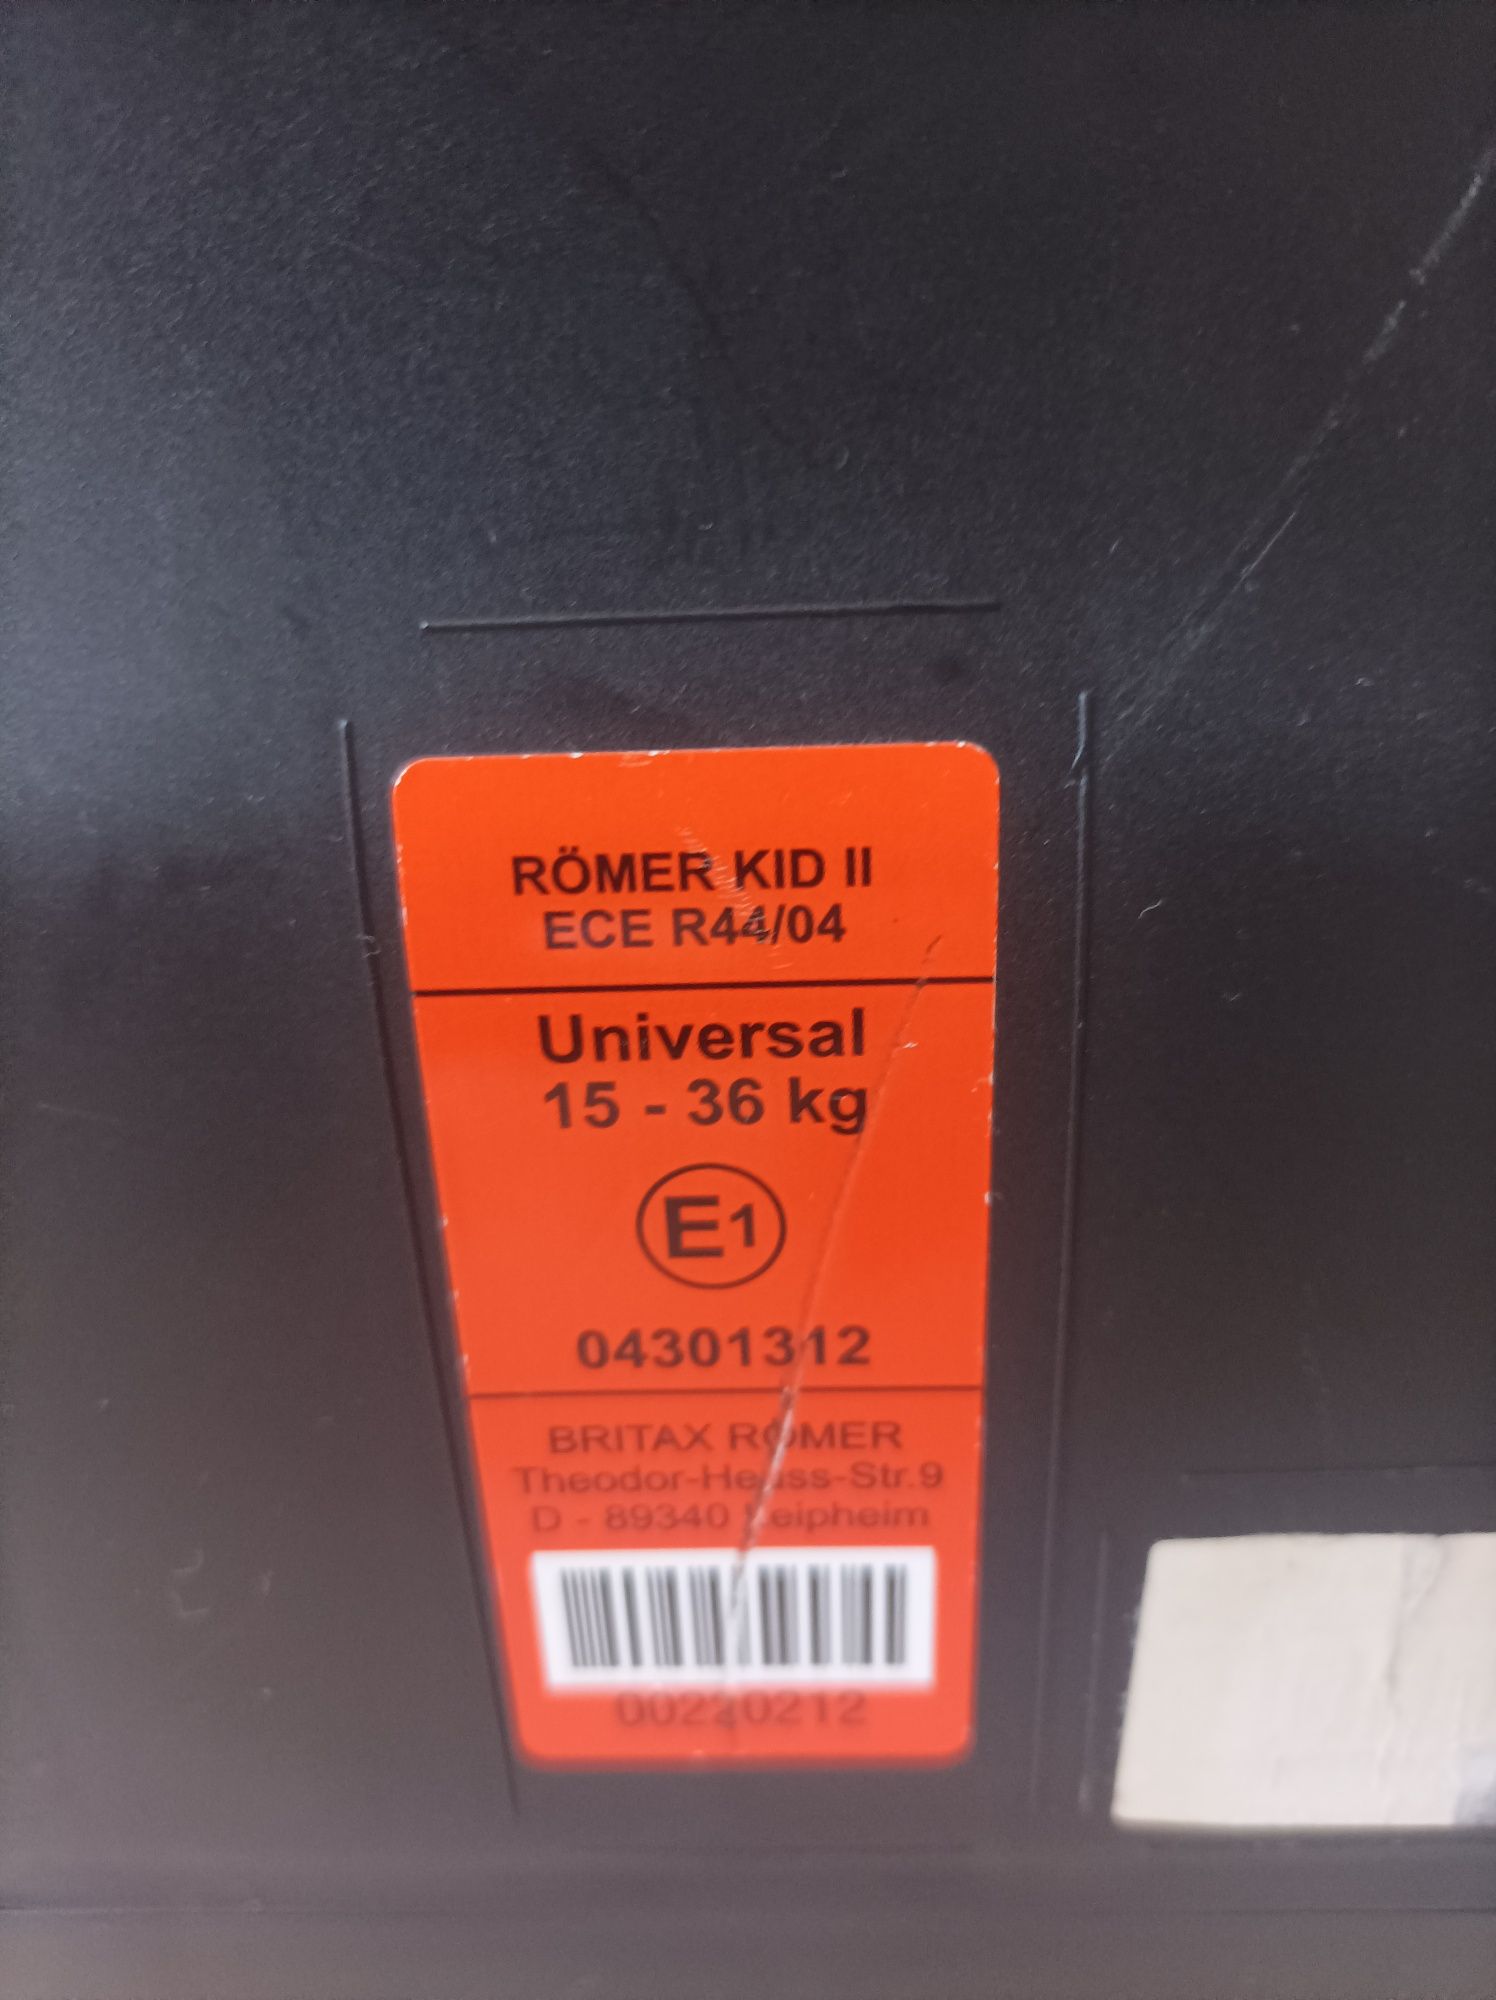 RÖMER KID II
ECE R44/04
Universal
15 - 36 kg
E1
04301312
BRITAX RÖMER
Theodor-Heuss-Str.9
D - 89340 Leipheim
00220212